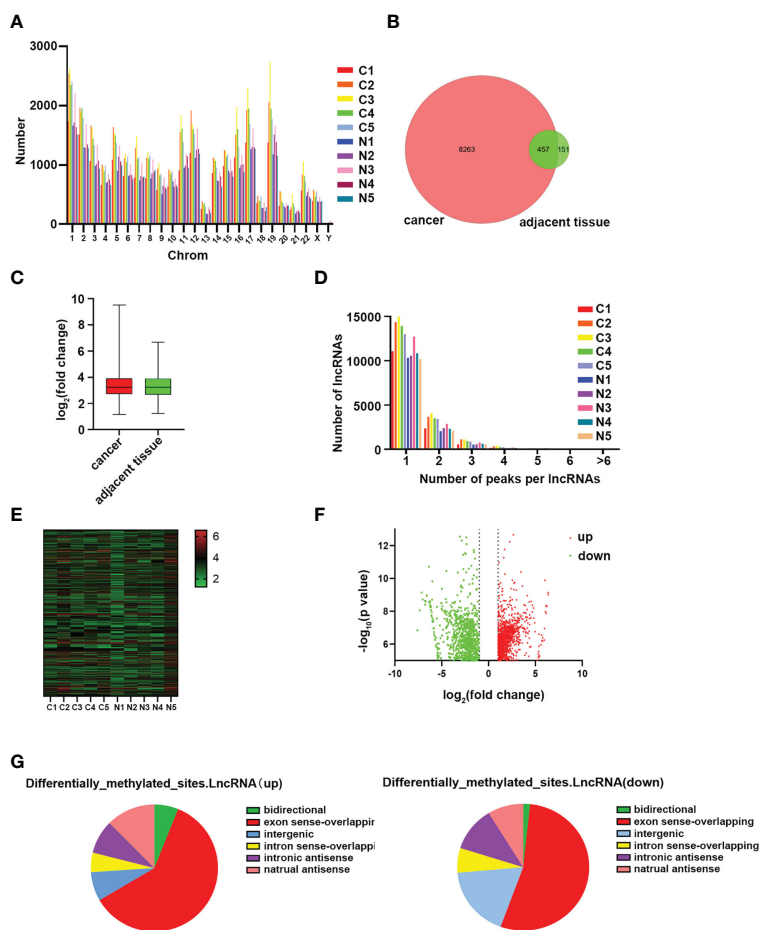 A
Number
3000
2000
1000
0
1 2 3 4 5 6 7 8 9 10 11 12 13 14 15 16 17 18 19 20 21 22 X Y
Chrom
C1
C2
C3
C4
C5
N1
N2
N3
N4
N5
B
8263
457
151
cancer
adjacent tissue
C
log2(fold change)
10
8
6
4
2
0
cancer
adjacent tissue
D
Number of lncRNAs
15000
10000
5000
0
1 2 3 4 5 6 >6
Number of peaks per lncRNAs
C1
C2
C3
C4
C5
N1
N2
N3
N4
N5
E
6
4
2
C1 C2 C3 C4 C5 N1 N2 N3 N4 N5
F
-log10(p value)
12
10
8
6
-10 -5 0 5 10
log2(fold change)
up
down
G
Differentially_methylated_sites.LncRNA(up)
bidirectional
exon sense-overlappin
intergenic
intron sense-overlappi
intronic antisense
natrual antisense
Differentially_methylated_sites.LncRNA(down)
bidirectional
exon sense-overlapping
intergenic
intron sense-overlapping
intronic antisense
natrual antisense